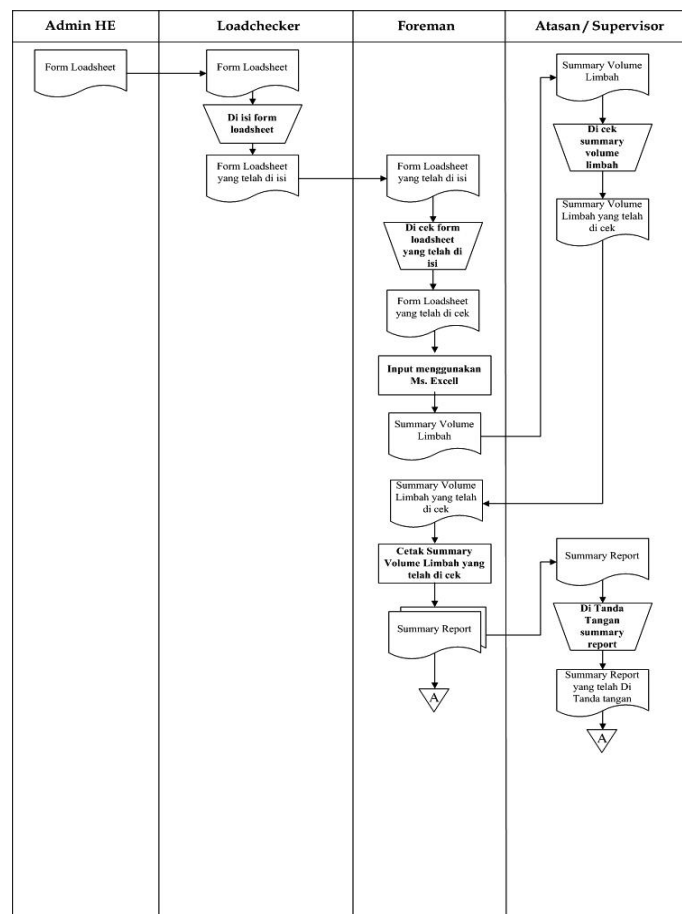 Admin HE
Loadchecker
Foreman
Atasan / Supervisor
Form Loadsheet
Form Loadsheet
Di isi form
loadsheet
Form Loadsheet
yang telah di isi
Form Loadsheet
yang telah di isi
Di cek form
loadsheet
yang telah di
isi
Form Loadsheet
yang telah di cek
Input menggunakan
Ms. Excell
Summary Volume
Limbah
Summary Volume
Limbah
Di cek
summary
volume
limbah
Summary Volume
Limbah yang telah
di cek
Summary Volume
Limbah yang telah
di cek
Cetak Summary
Volume Limbah yang
telah di cek
Summary Report
A
Summary Report
Di Tanda
Tangan
summary
report
Summary Report
yang telah Di
Tanda tangan
A